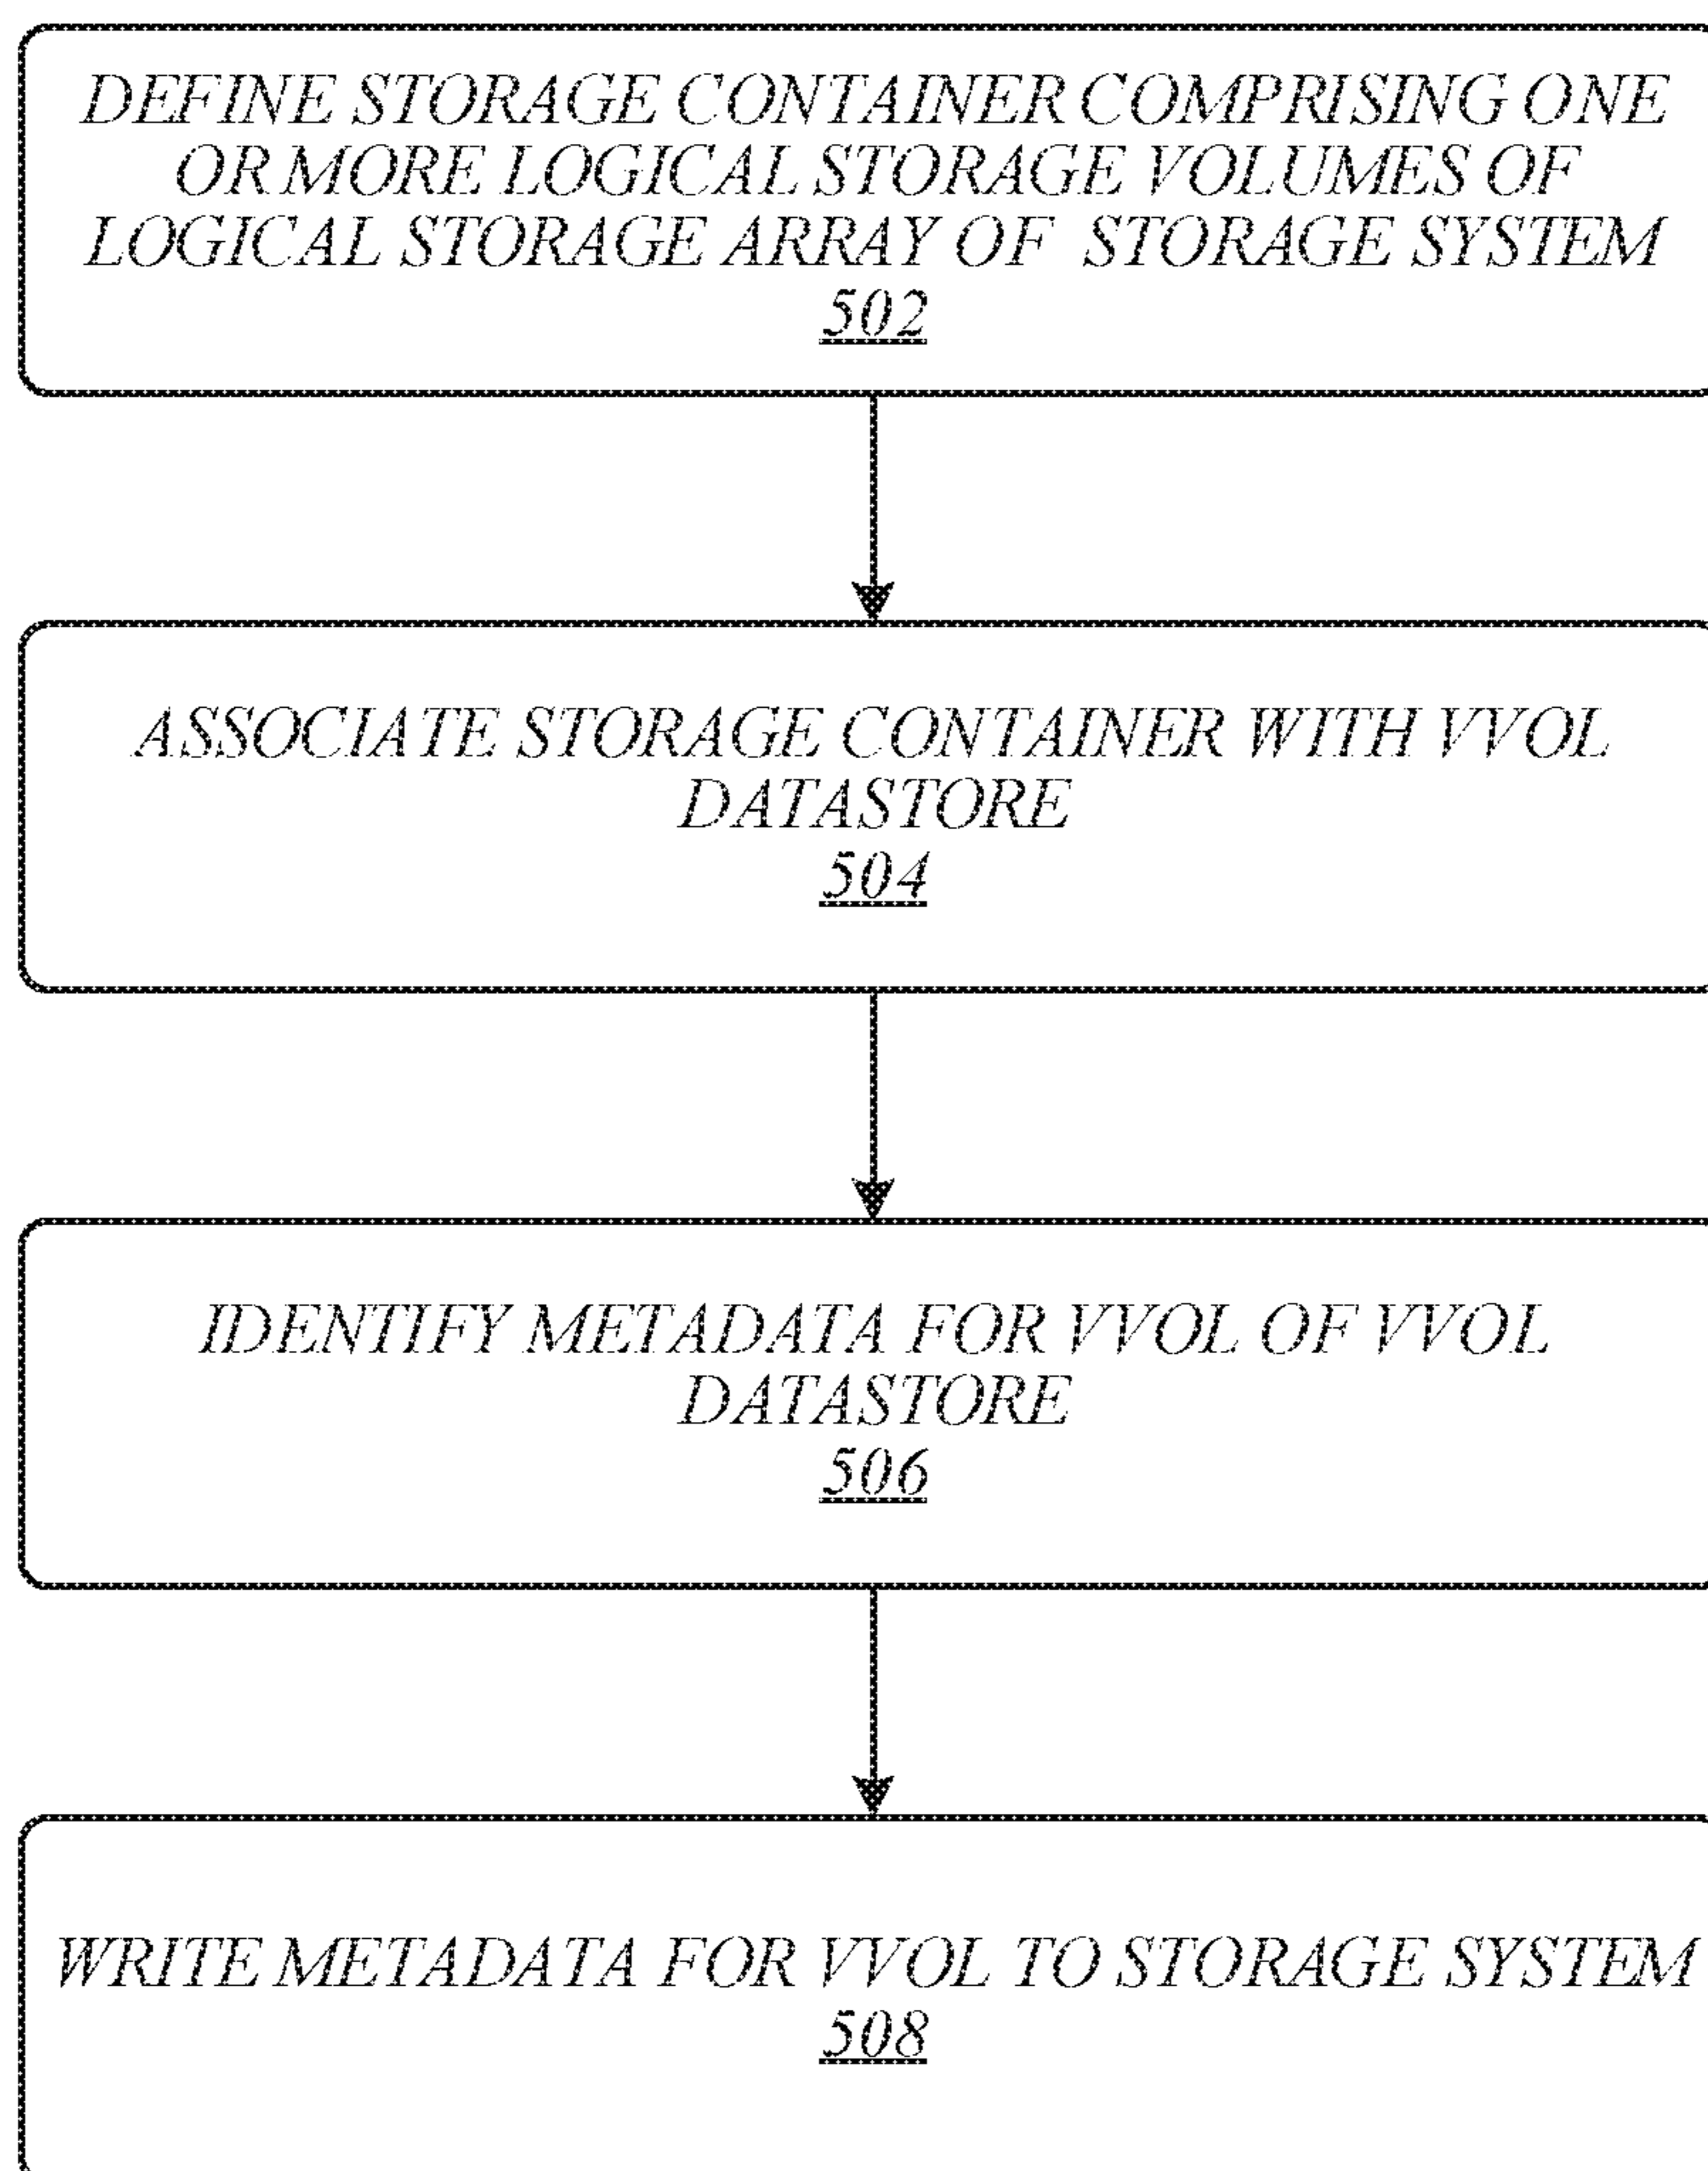 DEFINE STORAGE CONTAINER COMPRISING ONE
OR MORE LOGICAL STORAGE VOLUMES OF
LOGICAL STORAGE ARRAY OF STORAGE SYSTEM
502
ASSOCIATE STORAGE CONTAINER WITH VVOL
DATASTORE
504
IDENTIFY METADATA FOR VVOL OF VVOL
DATASTORE
506
WRITE METADATA FOR VVOL TO STORAGE SYSTEM
508